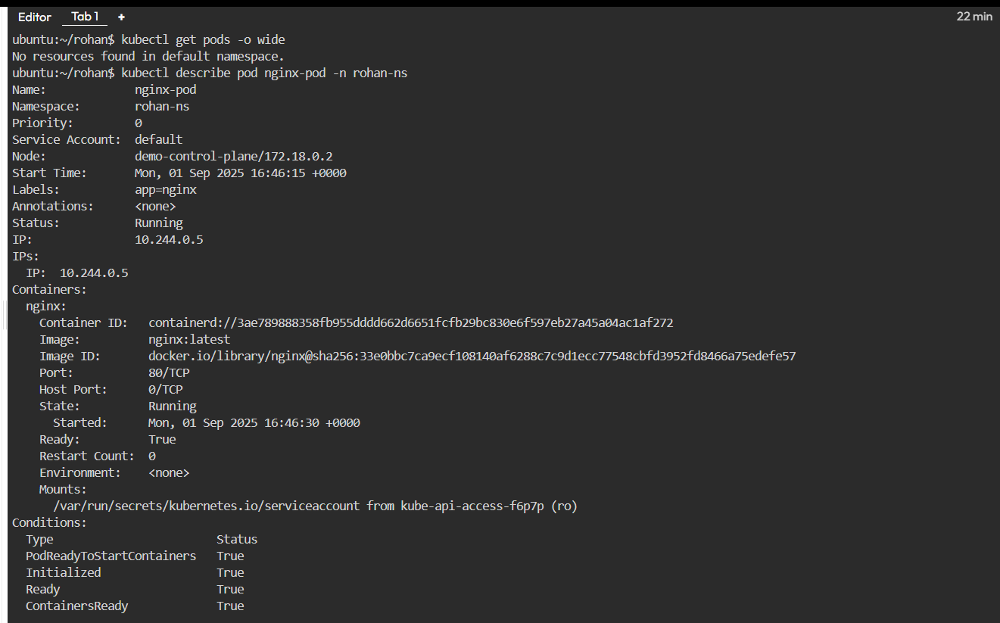 Editor Tab 1 + 22 min
ubuntu:~/rohan$ kubectl get pods -o wide
No resources found in default namespace.
ubuntu:~/rohan$ kubectl describe pod nginx-pod -n rohan-ns
Name:             nginx-pod
Namespace:        rohan-ns
Priority:         0
Service Account:  default
Node:             demo-control-plane/172.18.0.2
Start Time:       Mon, 01 Sep 2025 16:46:15 +0000
Labels:           app=nginx
Annotations:      <none>
Status:           Running
IP:               10.244.0.5
IPs:
  IP:  10.244.0.5
Containers:
  nginx:
    Container ID:   containerd://3ae789888358fb955dddd662d6651fcfb29bc830e6f597eb27a45a04ac1af272
    Image:          nginx:latest
    Image ID:       docker.io/library/nginx@sha256:33e0bbc7ca9ecf108140af6288c7c9d1ecc77548cbfd3952fd8466a75edefe57
    Port:           80/TCP
    Host Port:      0/TCP
    State:          Running
      Started:      Mon, 01 Sep 2025 16:46:30 +0000
    Ready:          True
    Restart Count:  0
    Environment:    <none>
    Mounts:
      /var/run/secrets/kubernetes.io/serviceaccount from kube-api-access-f6p7p (ro)
Conditions:
  Type                        Status
  PodReadyToStartContainers   True
  Initialized                 True
  Ready                       True
  ContainersReady             True